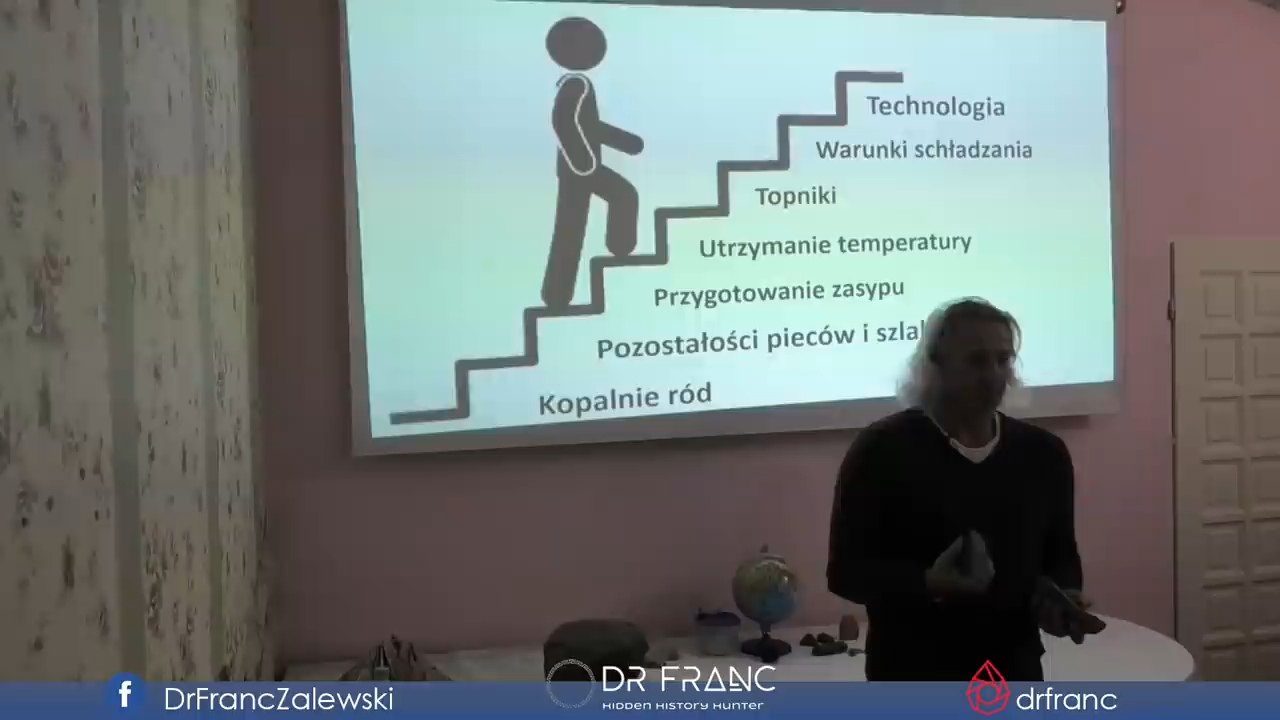 Technologia
Warunki schładzania
Topniki
Utrzymanie temperatury
Przygotowanie zasypu
Pozostałości pieców i
Kopalnie ród
DrFrancZalewski
DR FRANC
HIDDEN HISTORY HUNTER
drfranc